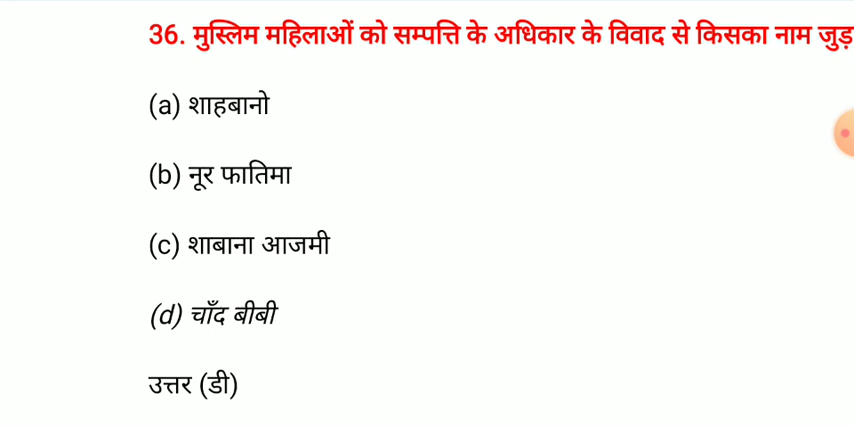 36. मुस्लिम महिलाओं को सम्पत्ति के अधिकार के विवाद से किसका नाम जुड़
(a) शाहबानो
(b) नूर फातिमा
(c) शाबाना आजमी
(d) चाँद बीबी
उत्तर (डी)